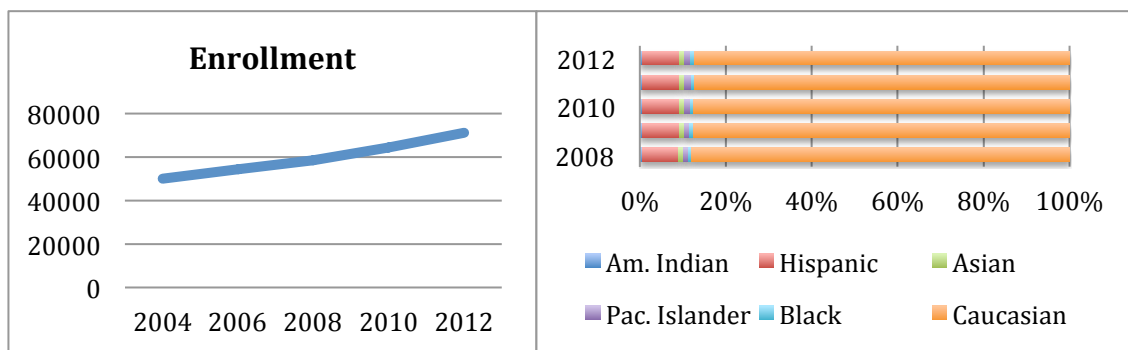 Enrollment
80000
60000
40000
20000
0
2004 2006 2008 2010 2012
2012
2010
2008
0% 20% 40% 60% 80% 100%
Am. Indian Hispanic Asian
Pac. Islander Black Caucasian